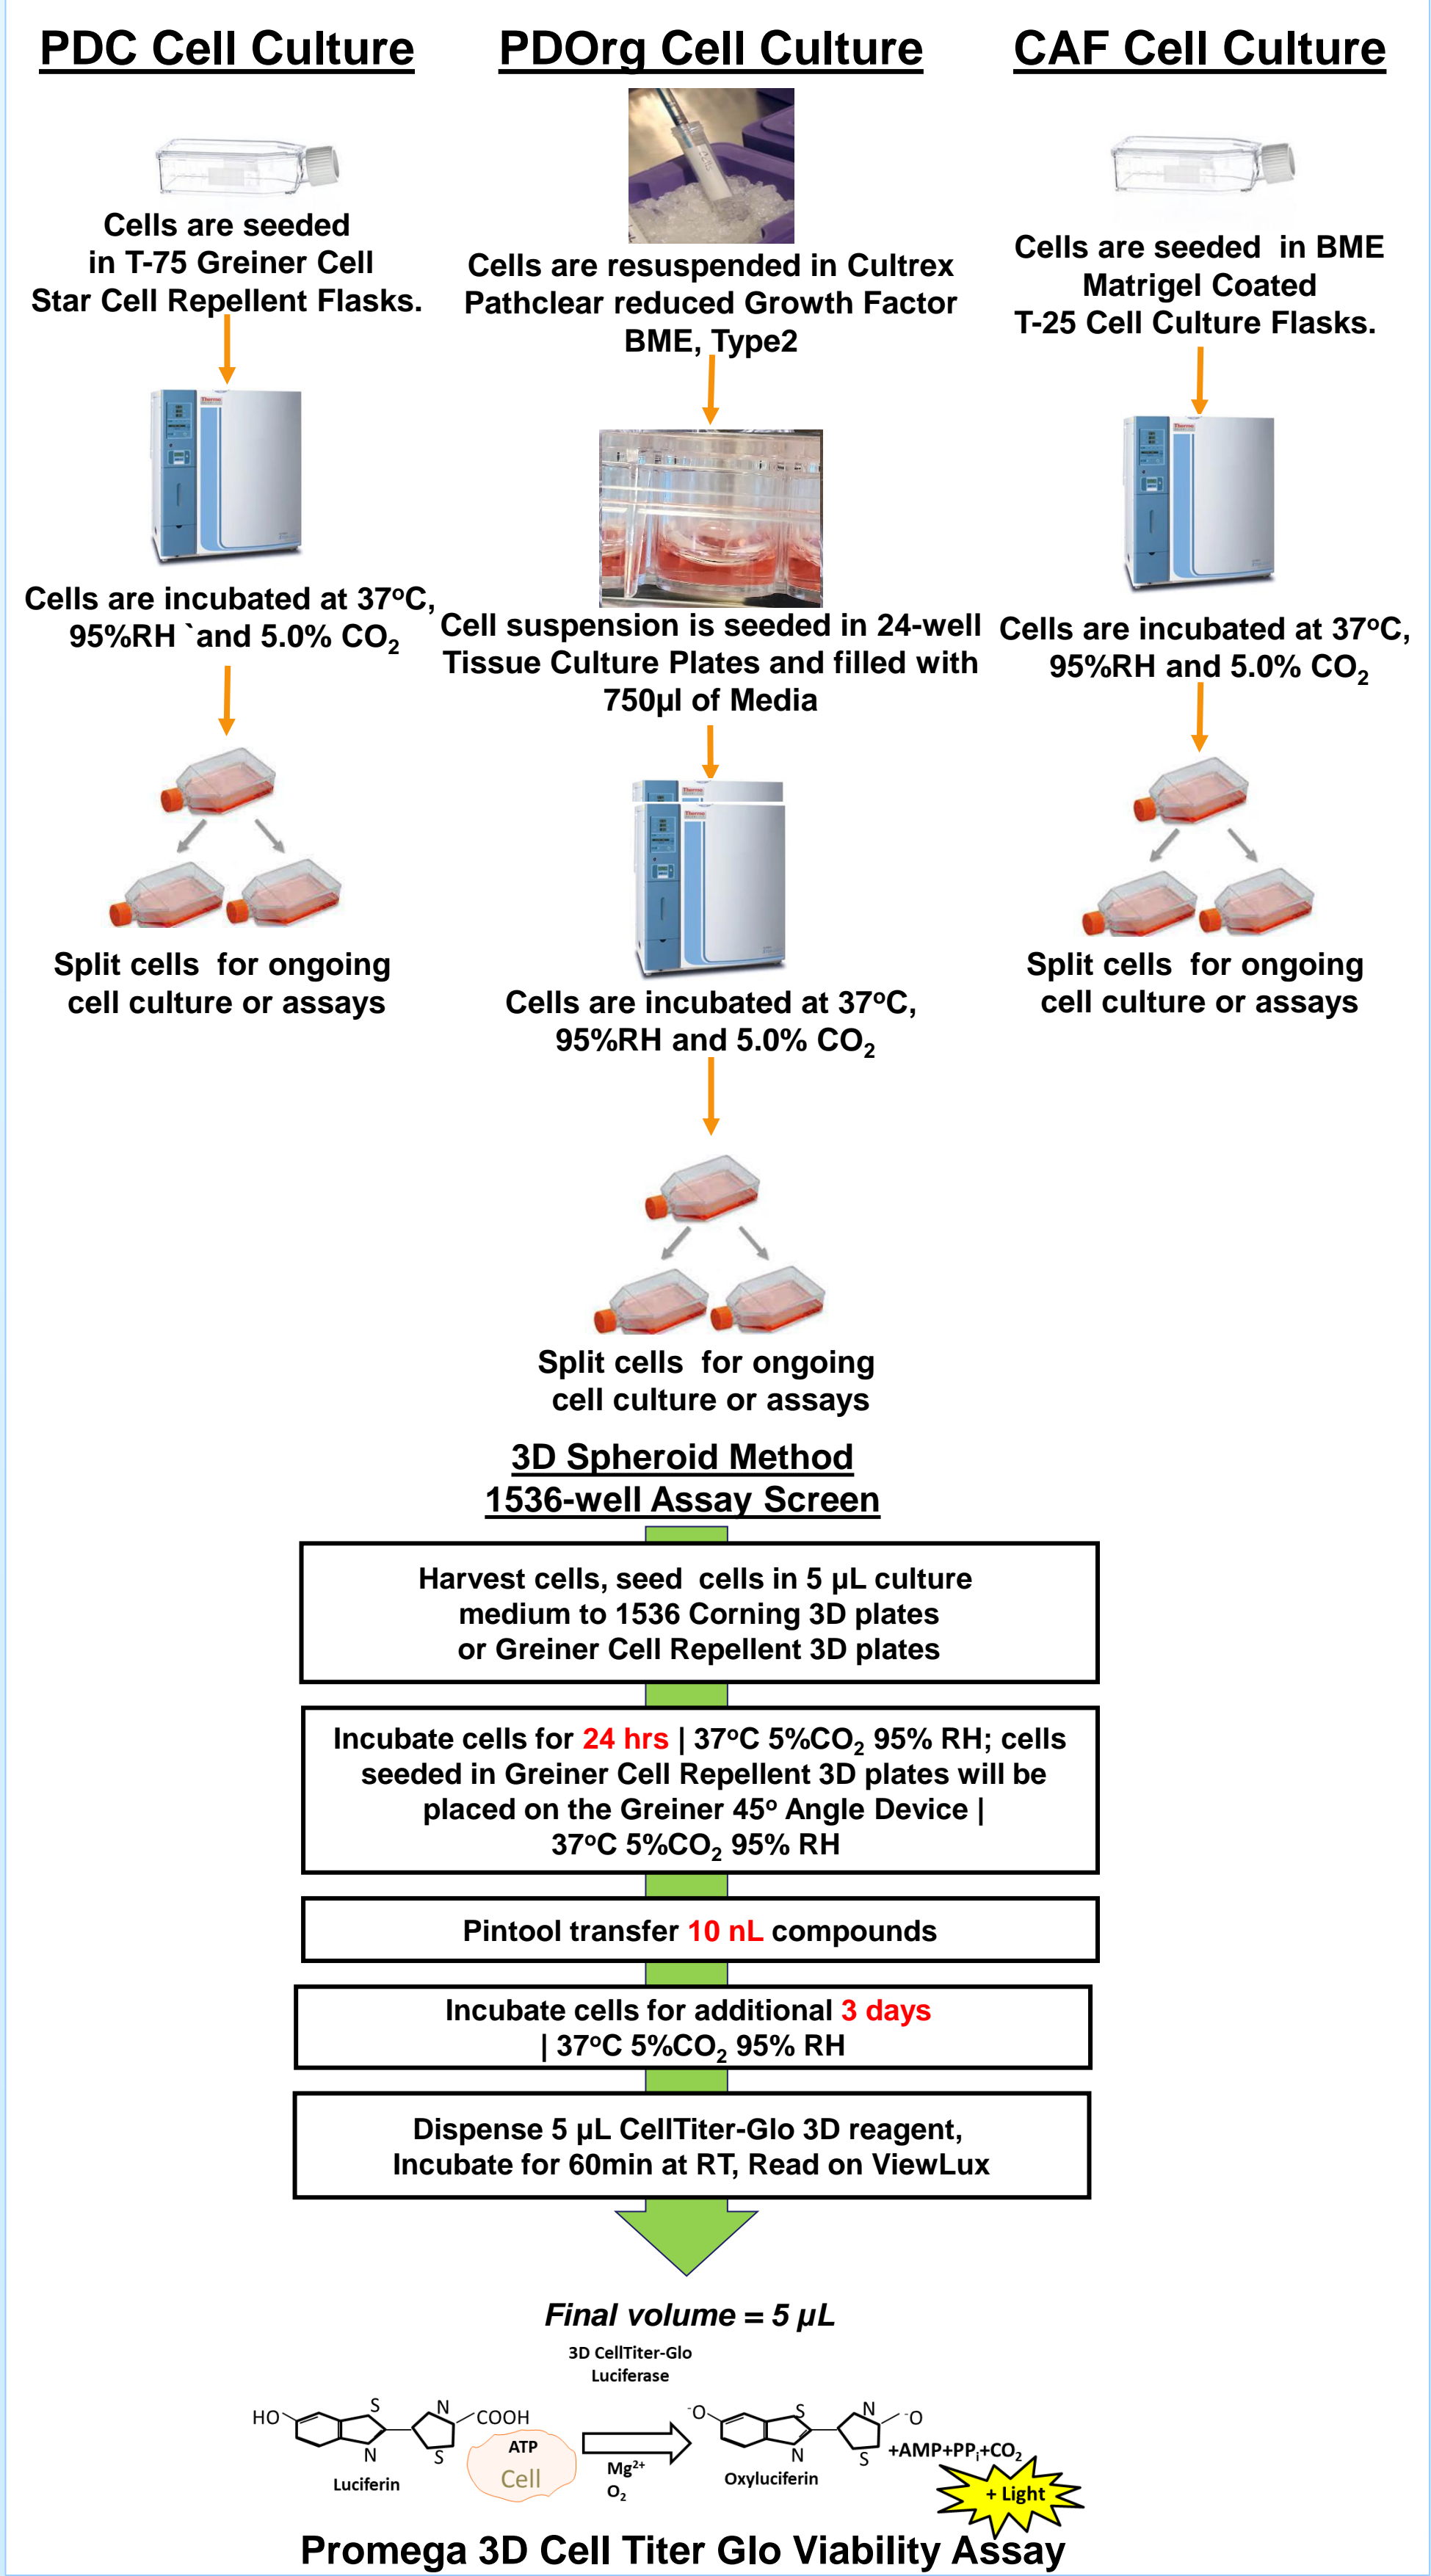 PDC Cell Culture
Cells are seeded
in T-75 Greiner Cell
Star Cell Repellent Flasks.
Cells are incubated at 37ºC,
95%RH `and 5.0% CO₂
Split cells for ongoing
cell culture or assays
PDOrg Cell Culture
Cells are resuspended in Cultrex
Pathclear reduced Growth Factor
BME, Type2
Cell suspension is seeded in 24-well
Tissue Culture Plates and filled with
750µl of Media
Cells are incubated at 37ºC,
95%RH and 5.0% CO₂
Split cells for ongoing
cell culture or assays
CAF Cell Culture
Cells are seeded in BME
Matrigel Coated
T-25 Cell Culture Flasks.
Cells are incubated at 37ºC,
95%RH and 5.0% CO₂
Split cells for ongoing
cell culture or assays
3D Spheroid Method
1536-well Assay Screen
Harvest cells, seed cells in 5 µL culture
medium to 1536 Corning 3D plates
or Greiner Cell Repellent 3D plates
Incubate cells for 24 hrs | 37ºC 5%CO₂ 95% RH; cells
seeded in Greiner Cell Repellent 3D plates will be
placed on the Greiner 45º Angle Device |
37ºC 5%CO₂ 95% RH
Pintool transfer 10 nL compounds
Incubate cells for additional 3 days
| 37ºC 5%CO₂ 95% RH
Dispense 5 µL CellTiter-Glo 3D reagent,
Incubate for 60min at RT, Read on ViewLux
Final volume = 5 µL
3D CellTiter-Glo
Luciferase
HO S N COOH
N S
Luciferin
ATP
Cell
Mg²⁺
O₂
⁻O S N ⁻O
N S
Oxyluciferin
+AMP+PPᵢ+CO₂
+ Light
Promega 3D Cell Titer Glo Viability Assay